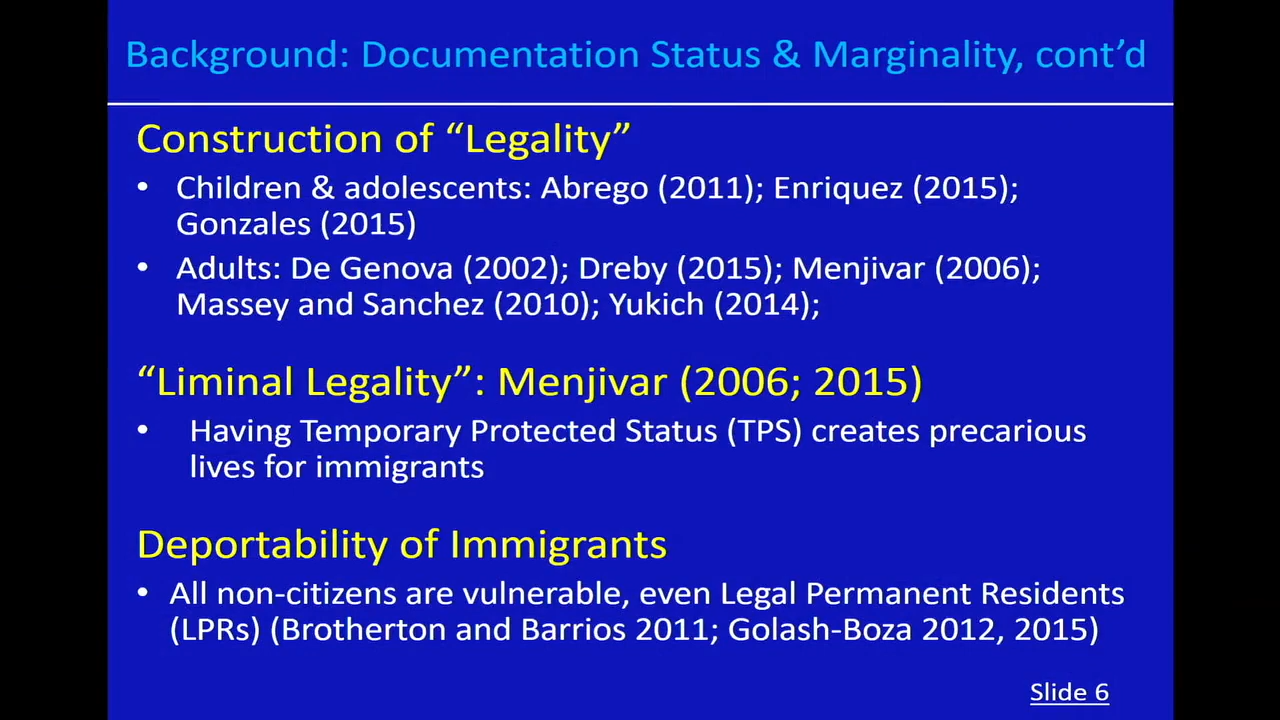 Background: Documentation Status & Marginality, cont’d
Construction of “Legality”
• Children & adolescents: Abrego (2011); Enriquez (2015);
Gonzales (2015)
• Adults: De Genova (2002); Dreby (2015); Menjivar (2006);
Massey and Sanchez (2010); Yukich (2014);
“Liminal Legality”: Menjivar (2006; 2015)
• Having Temporary Protected Status (TPS) creates precarious
lives for immigrants
Deportability of Immigrants
• All non-citizens are vulnerable, even Legal Permanent Residents
(LPRs) (Brotherton and Barrios 2011; Golash-Boza 2012, 2015)
Slide 6